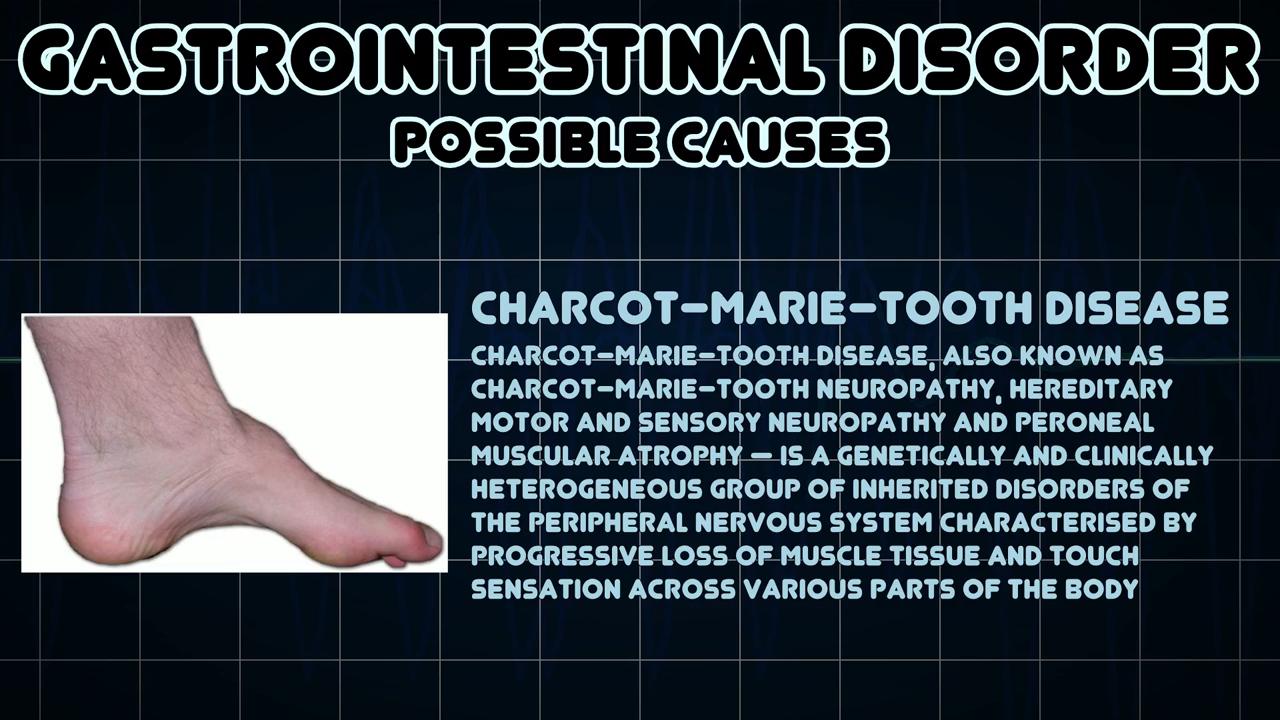 GASTROINTESTINAL DISORDER
POSSIBLE CAUSES
CHARCOT-MARIE-TOOTH DISEASE
CHARCOT-MARIE-TOOTH DISEASE, ALSO KNOWN AS
CHARCOT-MARIE-TOOTH NEUROPATHY, HEREDITARY
MOTOR AND SENSORY NEUROPATHY AND PERONEAL
MUSCULAR ATROPHY – IS A GENETICALLY AND CLINICALLY
HETEROGENEOUS GROUP OF INHERITED DISORDERS OF
THE PERIPHERAL NERVOUS SYSTEM CHARACTERISED BY
PROGRESSIVE LOSS OF MUSCLE TISSUE AND TOUCH
SENSATION ACROSS VARIOUS PARTS OF THE BODY